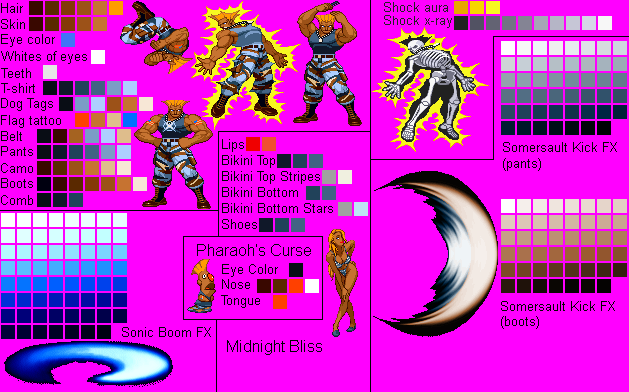 Hair
Skin
Eye color
Whites of eyes
Teeth
T-shirt
Dog Tags
Flag tattoo
Belt
Pants
Camo
Boots
Comb
Shock aura
Shock x-ray
Somersault Kick FX
(pants)
Lips
Bikini Top
Bikini Top Stripes
Bikini Bottom
Bikini Bottom Stars
Shoes
Pharaoh's Curse
Eye Color
Nose
Tongue
Midnight Bliss
Sonic Boom FX
Somersault Kick FX
(boots)